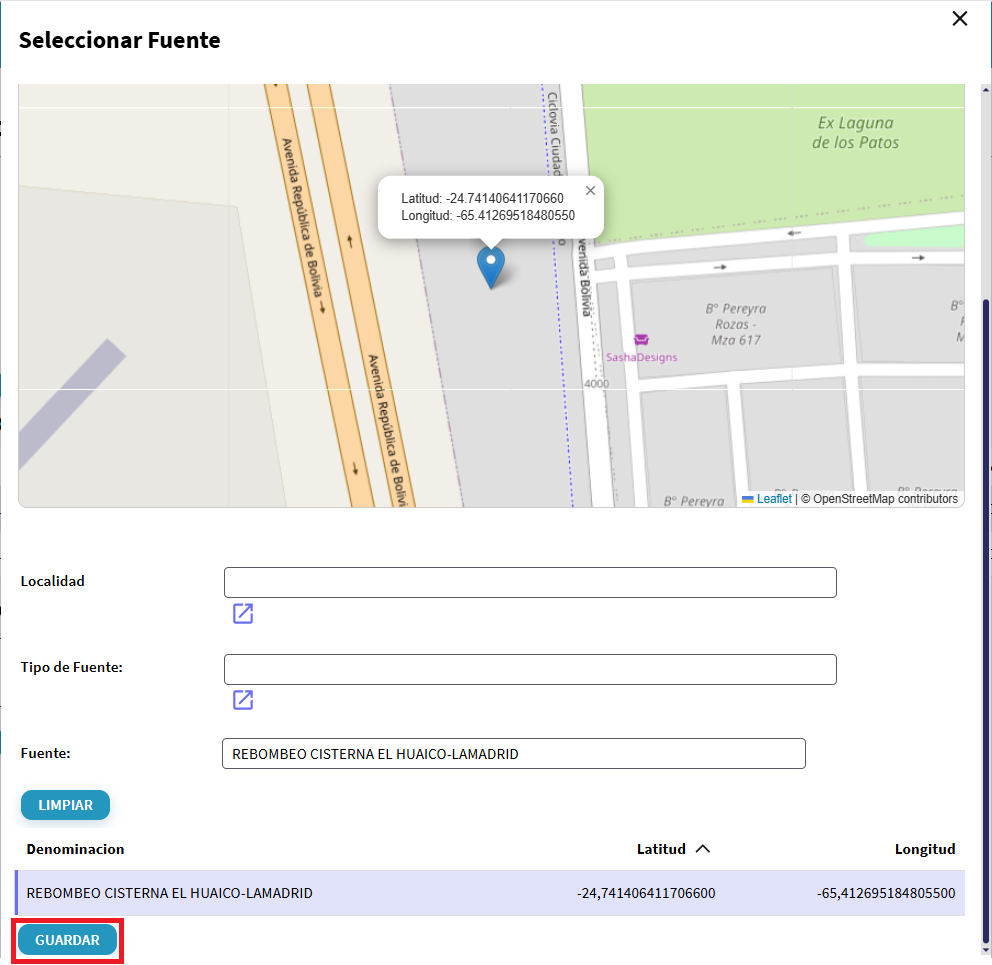 Seleccionar Fuente
Ex Laguna
de los Patos
Ciclovia Ciudad
Avenida República de Bolivia
Latitud: -24.74140641170660
Longitud: -65.41269518480550
Avenida Bolivia
B° Pereyra
Rozas -
Mza 617
B°
SashaDesigns
4000
Avenida República de Bolivi
B° Pereyra
Leaflet | © OpenStreetMap contributors
Localidad
Tipo de Fuente:
Fuente:
REBOMBEO CISTERNA EL HUAICO-LAMADRID
LIMPIAR
Denominacion Latitud Longitud
REBOMBEO CISTERNA EL HUAICO-LAMADRID -24,741406411706600 -65,412695184805500
GUARDAR